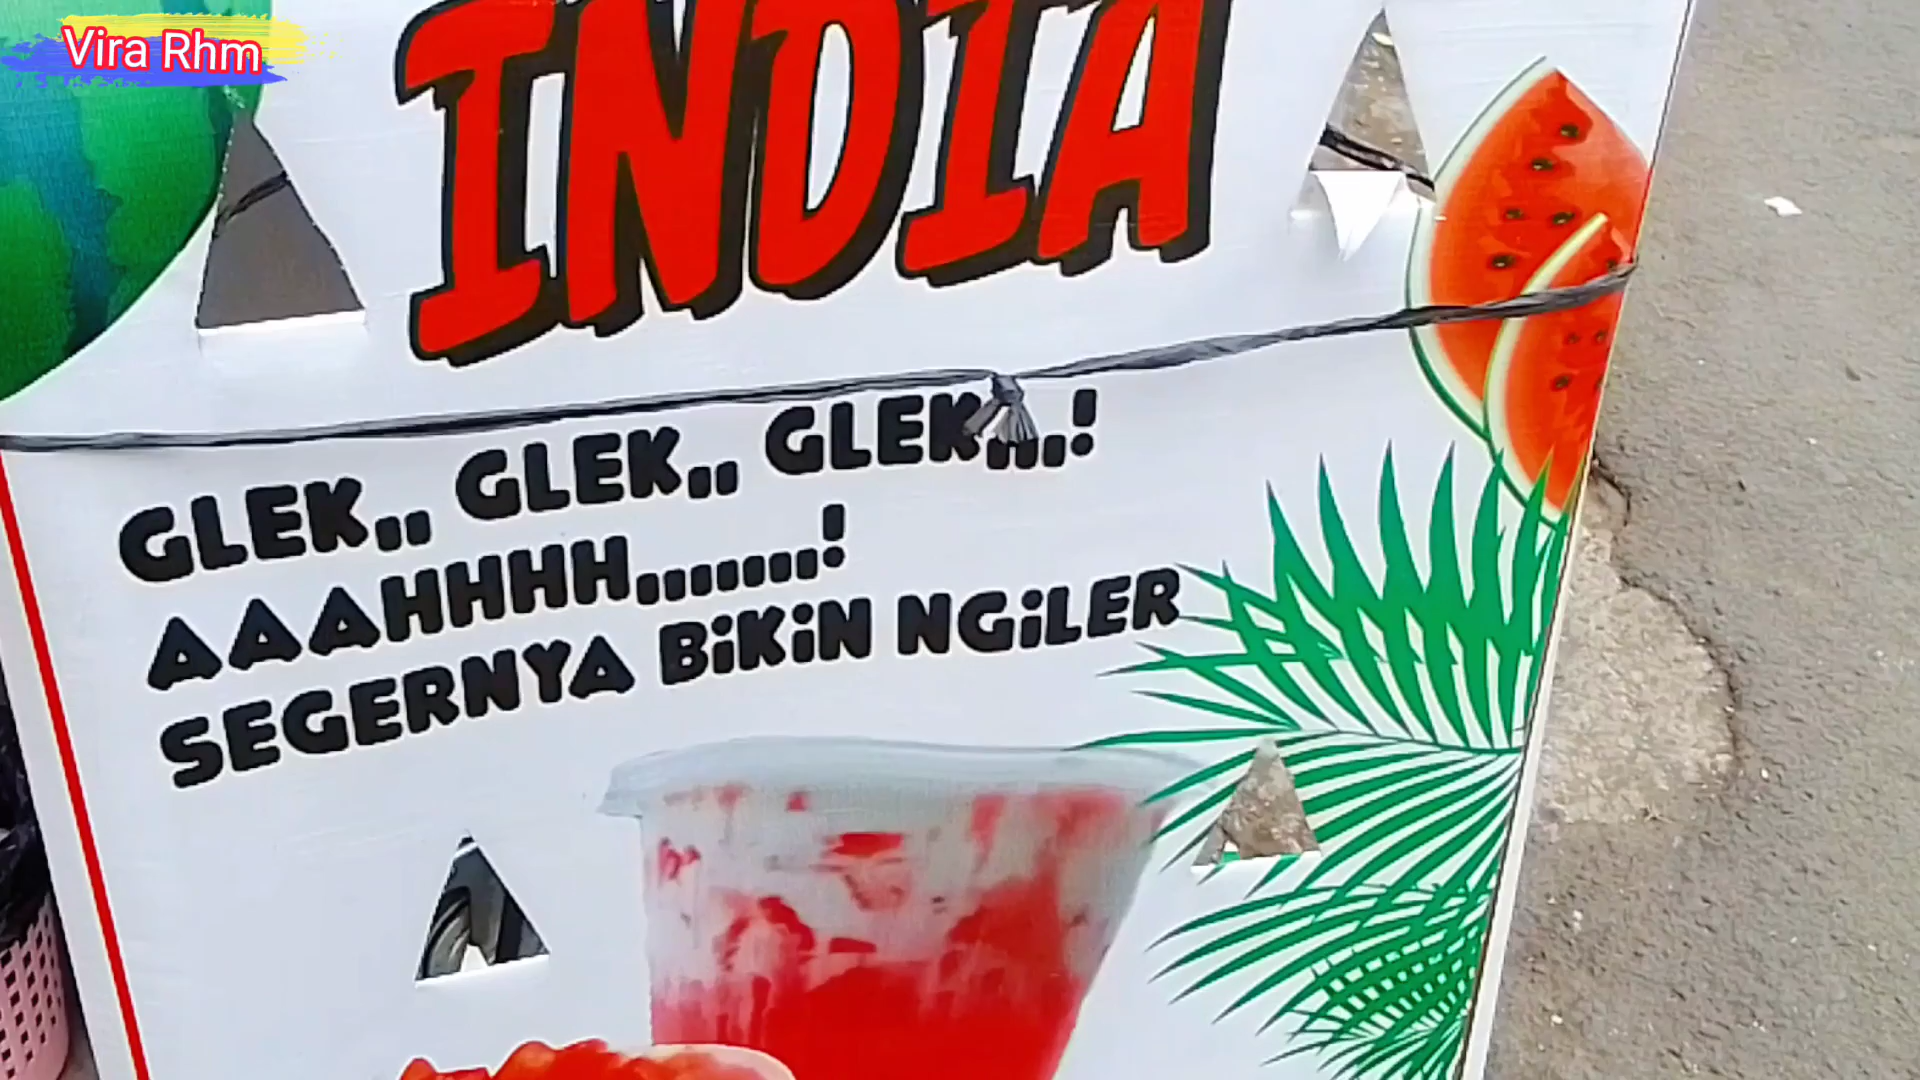 Vira Rhm
INDIA
GLEK,, GLEK,, GLEK,,,,!
AAAHHHH,,,,,,,!
SEGERNYA BiKiN NGiLER